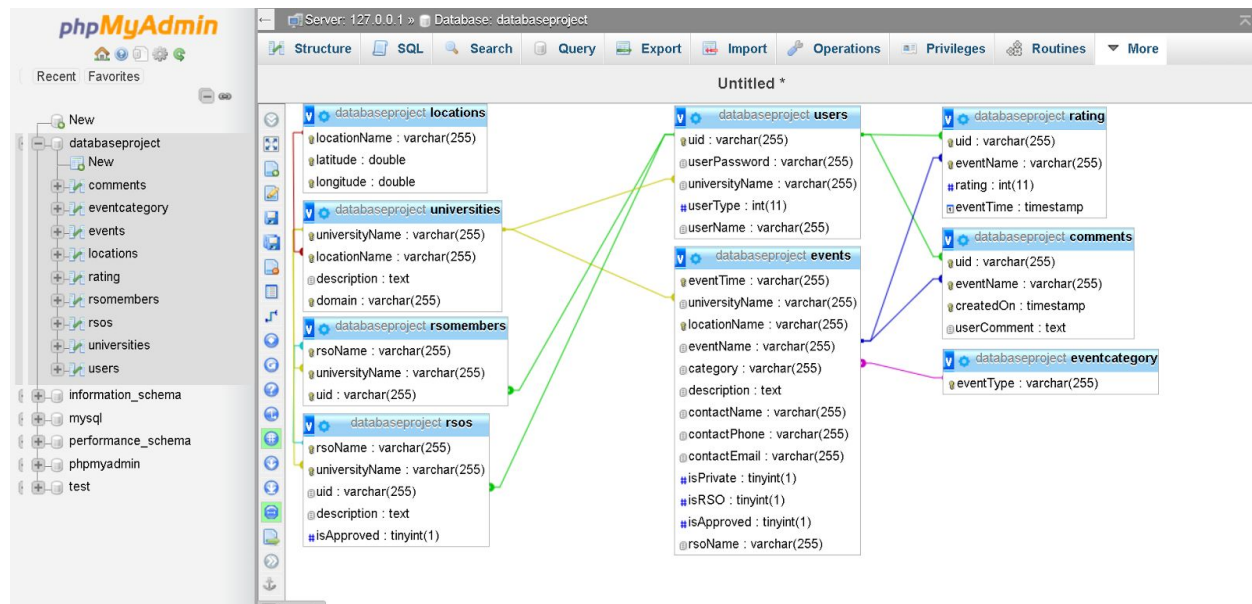 phpMyAdmin
Recent Favorites
New
databaseproject
New
comments
eventcategory
events
locations
rating
rsomembers
rsos
universities
users
information_schema
mysql
performance_schema
phpmyadmin
test
Server: 127.0.0.1 » Database: databaseproject
Structure SQL Search Query Export Import Operations Privileges Routines More
Untitled *
databaseproject locations
locationName : varchar(255)
latitude : double
longitude : double
databaseproject universities
universityName : varchar(255)
locationName : varchar(255)
description : text
domain : varchar(255)
databaseproject rsomembers
rsoName : varchar(255)
universityName : varchar(255)
uid : varchar(255)
databaseproject rsos
rsoName : varchar(255)
universityName : varchar(255)
uid : varchar(255)
description : text
isApproved : tinyint(1)
databaseproject users
uid : varchar(255)
userPassword : varchar(255)
universityName : varchar(255)
userType : int(11)
userName : varchar(255)
databaseproject events
eventTime : varchar(255)
universityName : varchar(255)
locationName : varchar(255)
eventName : varchar(255)
category : varchar(255)
description : text
contactName : varchar(255)
contactPhone : varchar(255)
contactEmail : varchar(255)
isPrivate : tinyint(1)
isRSO : tinyint(1)
isApproved : tinyint(1)
rsoName : varchar(255)
databaseproject rating
uid : varchar(255)
eventName : varchar(255)
rating : int(11)
eventTime : timestamp
databaseproject comments
uid : varchar(255)
eventName : varchar(255)
createdOn : timestamp
userComment : text
databaseproject eventcategory
eventType : varchar(255)